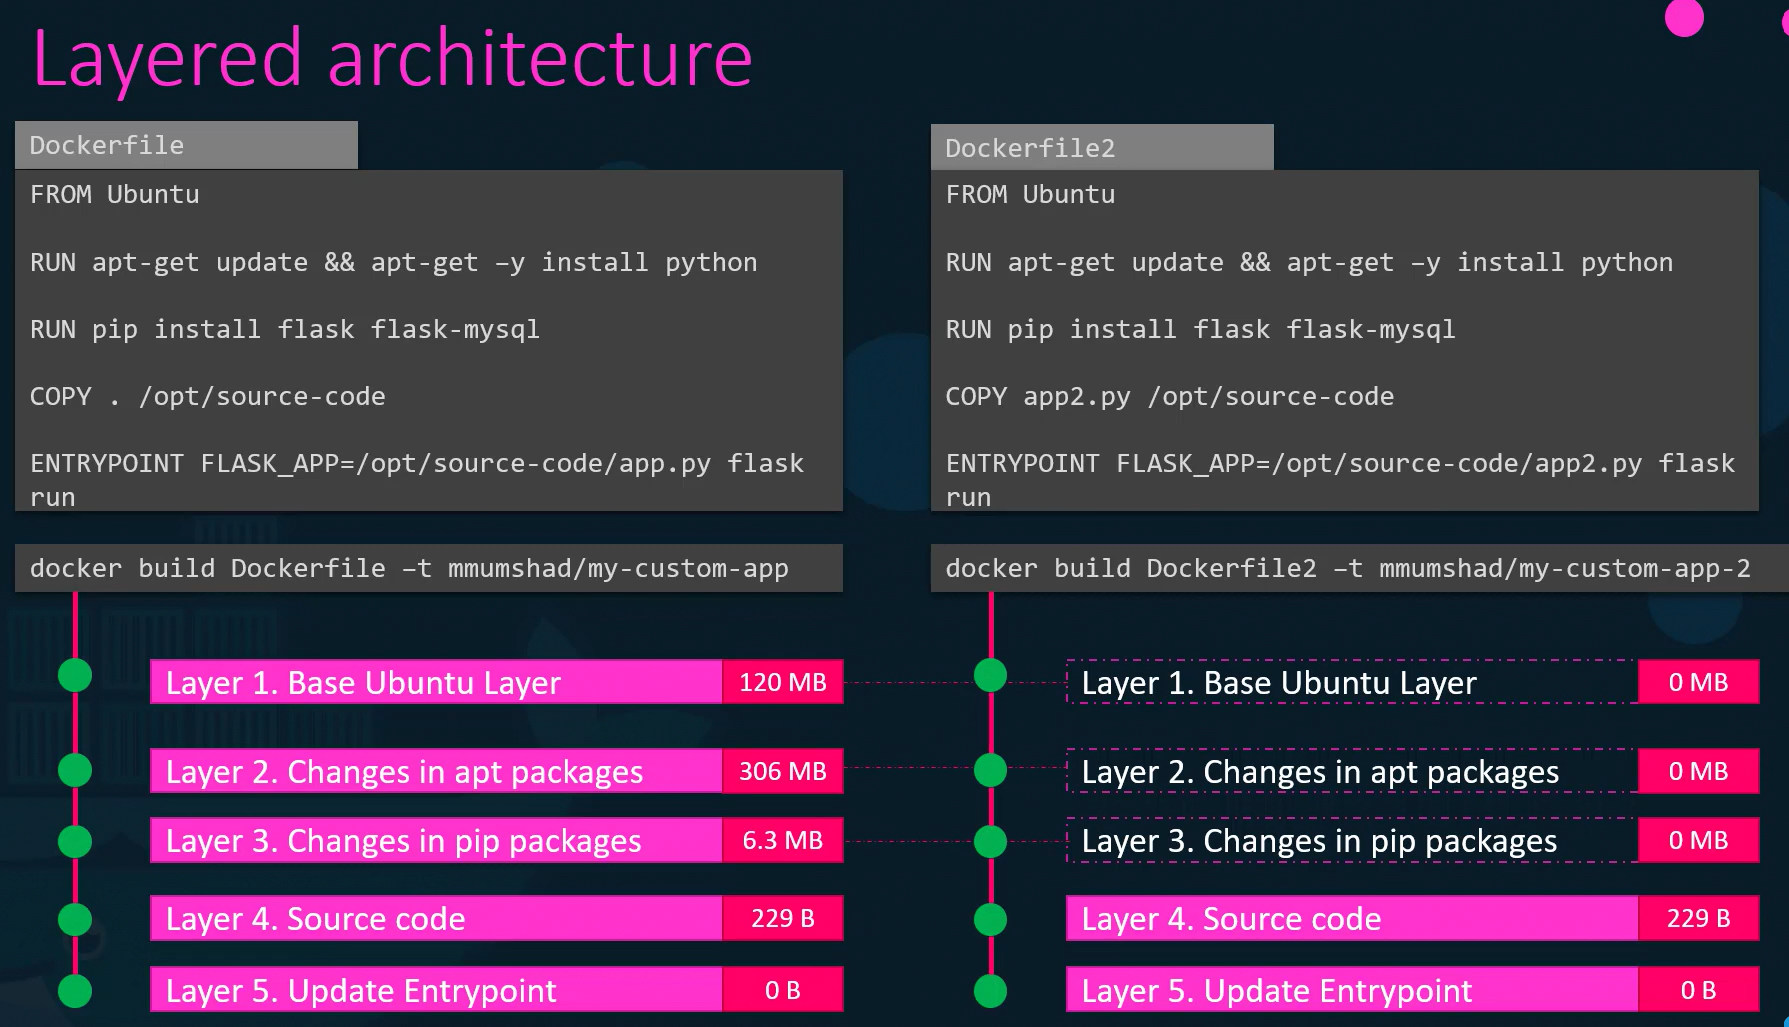 Layered architecture
Dockerfile
FROM Ubuntu
RUN apt-get update && apt-get –y install python
RUN pip install flask flask-mysql
COPY . /opt/source-code
ENTRYPOINT FLASK_APP=/opt/source-code/app.py flask
run
docker build Dockerfile –t mmumshad/my-custom-app
Layer 1. Base Ubuntu Layer 120 MB
Layer 2. Changes in apt packages 306 MB
Layer 3. Changes in pip packages 6.3 MB
Layer 4. Source code 229 B
Layer 5. Update Entrypoint 0 B
Dockerfile2
FROM Ubuntu
RUN apt-get update && apt-get –y install python
RUN pip install flask flask-mysql
COPY app2.py /opt/source-code
ENTRYPOINT FLASK_APP=/opt/source-code/app2.py flask
run
docker build Dockerfile2 –t mmumshad/my-custom-app-2
Layer 1. Base Ubuntu Layer 0 MB
Layer 2. Changes in apt packages 0 MB
Layer 3. Changes in pip packages 0 MB
Layer 4. Source code 229 B
Layer 5. Update Entrypoint 0 B